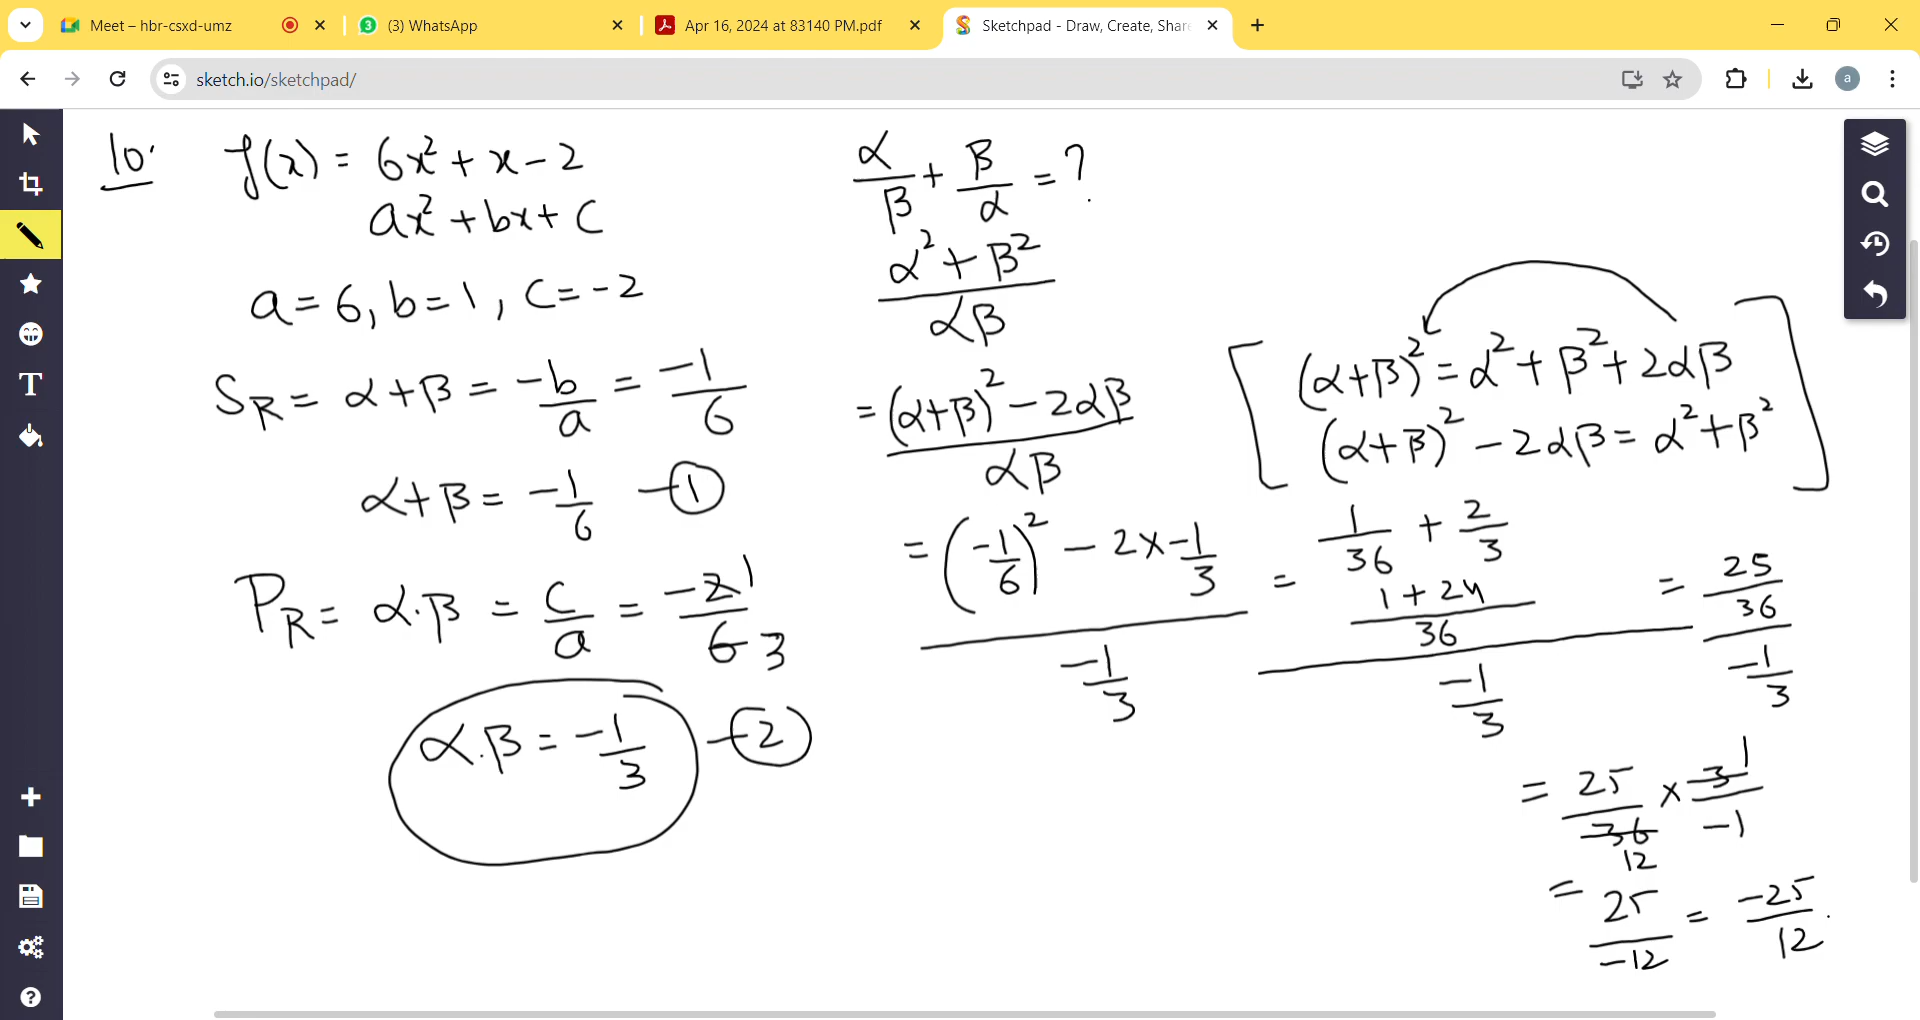 Meet – hbr-csxd-umz
(3) WhatsApp
Apr 16, 2024 at 83140 PM.pdf
Sketchpad - Draw, Create, Share
sketch.io/sketchpad/
a
10.
f(x) = 6x² + x - 2
ax² + bx + c
a = 6, b = 1, c = -2
S_R = α+β = -b/a = -1/6
α+β = -1/6 —①
P_R = α.β = c/a = -2/6 1 3
α.β = -1/3 —②
α/β + β/α = ?
α² + β² / αβ
= (α+β)² - 2αβ / αβ
[(α+β)² = α² + β² + 2αβ
(α+β)² - 2αβ = α² + β²]
= (-1/6)² - 2 x -1/3 / -1/3
= 1/36 + 2/3
1 + 24 / 36 / -1/3
= 25/36 / -1/3
= 25/36 x 3/-1 1 12
= 25/-12 = -25/12.